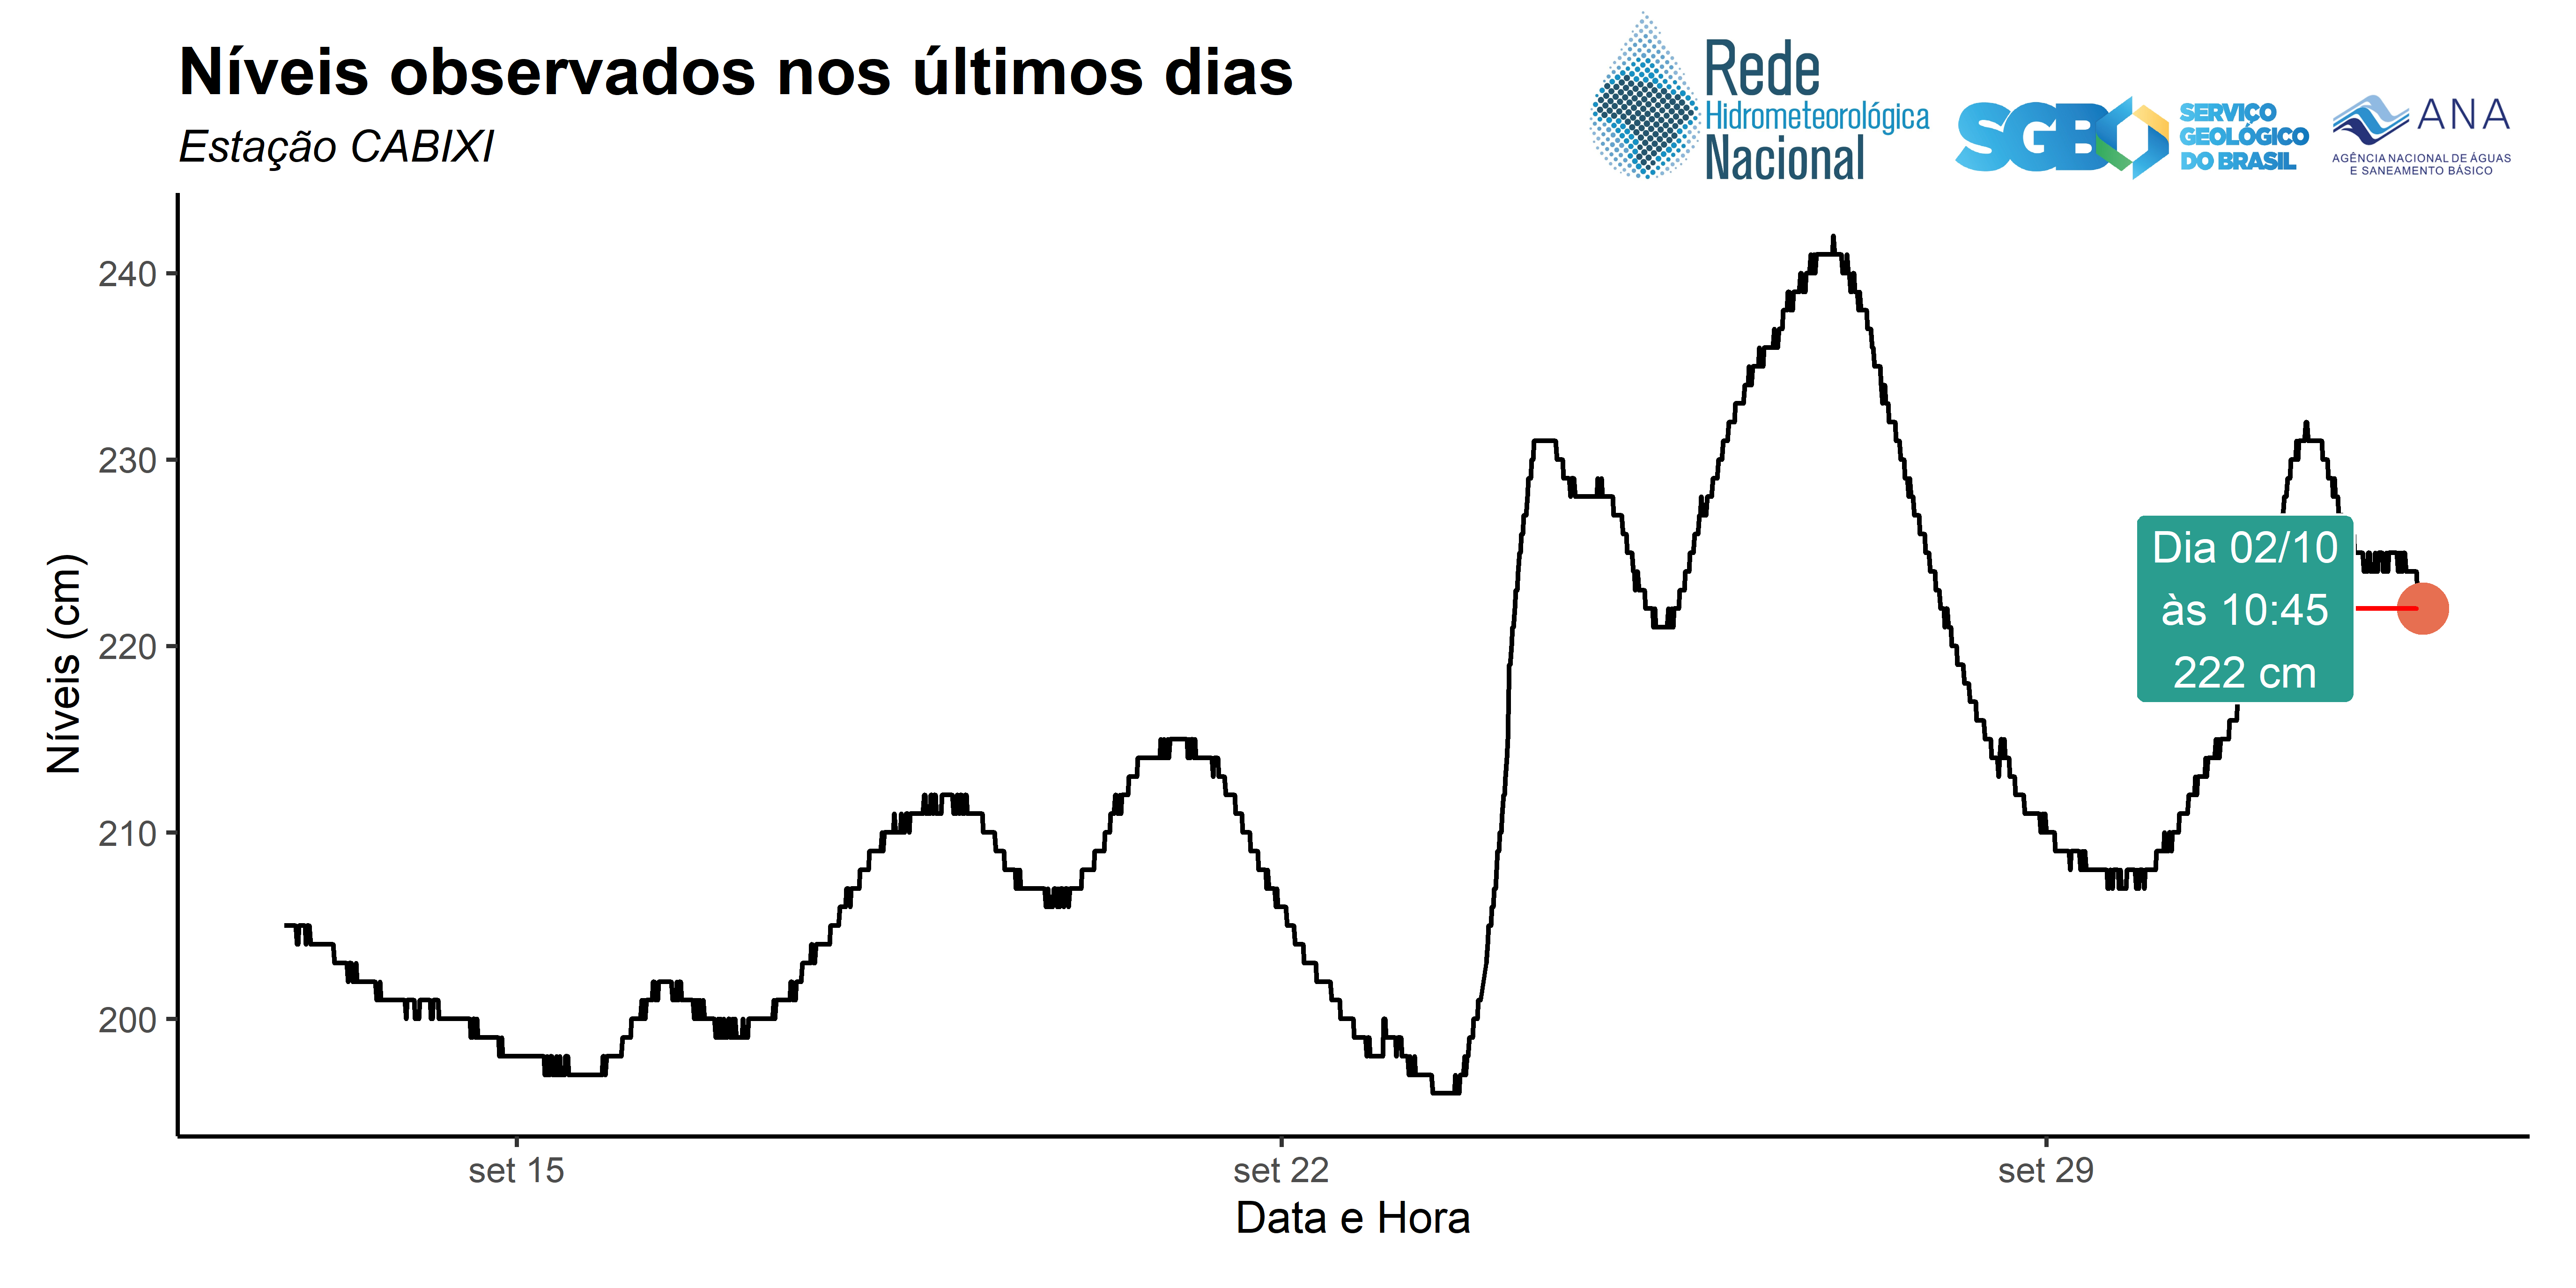 Níveis observados nos últimos dias
Estação CABIXI
Rede
Hidrometeorológica
Nacional
SGB
SERVIÇO
GEOLÓGICO
DO BRASIL
ANA
AGÊNCIA NACIONAL DE ÁGUAS
E SANEAMENTO BÁSICO
Níveis (cm)
240
230
220
210
200
Dia 02/10
às 10:45
222 cm
set 15
set 22
set 29
Data e Hora